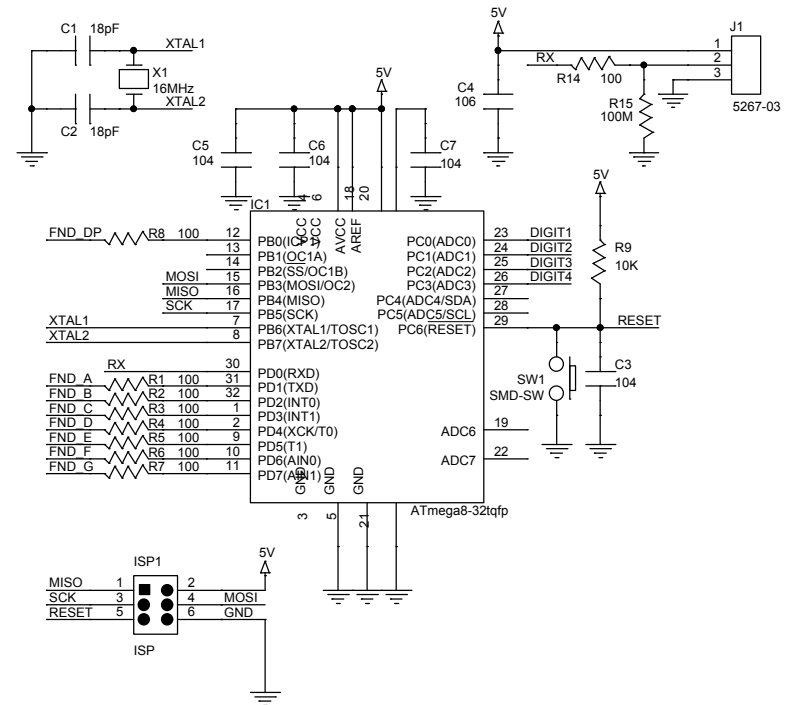 C1 18pF
XTAL1
X1
16MHz
XTAL2
C2 18pF
5V
C5
104
C6
104
C7
104
5V
J1
1
RX
2
R14 100
3
C4
106
R15
100M
5267-03
IC1
4 6 18 20
VCC
VCC
AVCC
AREF
FND_DP R8 100 12 PB0(ICP1)
13 PB1(OC1A)
14 PB2(SS/OC1B)
MOSI 15 PB3(MOSI/OC2)
MISO 16 PB4(MISO)
SCK 17 PB5(SCK)
XTAL1 7 PB6(XTAL1/TOSC1)
XTAL2 8 PB7(XTAL2/TOSC2)
RX 30 PD0(RXD)
FND_A R1 100 31 PD1(TXD)
FND_B R2 100 32 PD2(INT0)
FND_C R3 100 1 PD3(INT1)
FND_D R4 100 2 PD4(XCK/T0)
FND_E R5 100 9 PD5(T1)
FND_F R6 100 10 PD6(AIN0)
FND_G R7 100 11 PD7(AIN1)
PC0(ADC0) 23 DIGIT1
PC1(ADC1) 24 DIGIT2
PC2(ADC2) 25 DIGIT3
PC3(ADC3) 26 DIGIT4
PC4(ADC4/SDA) 27
PC5(ADC5/SCL) 28
PC6(RESET) 29 RESET
ADC6 19
ADC7 22
GND
GND
GND
3 5 21
ATmega8-32tqfp
5V
R9
10K
SW1
SMD-SW
C3
104
ISP1
5V
MISO 1 2
SCK 3 4 MOSI
RESET 5 6 GND
ISP